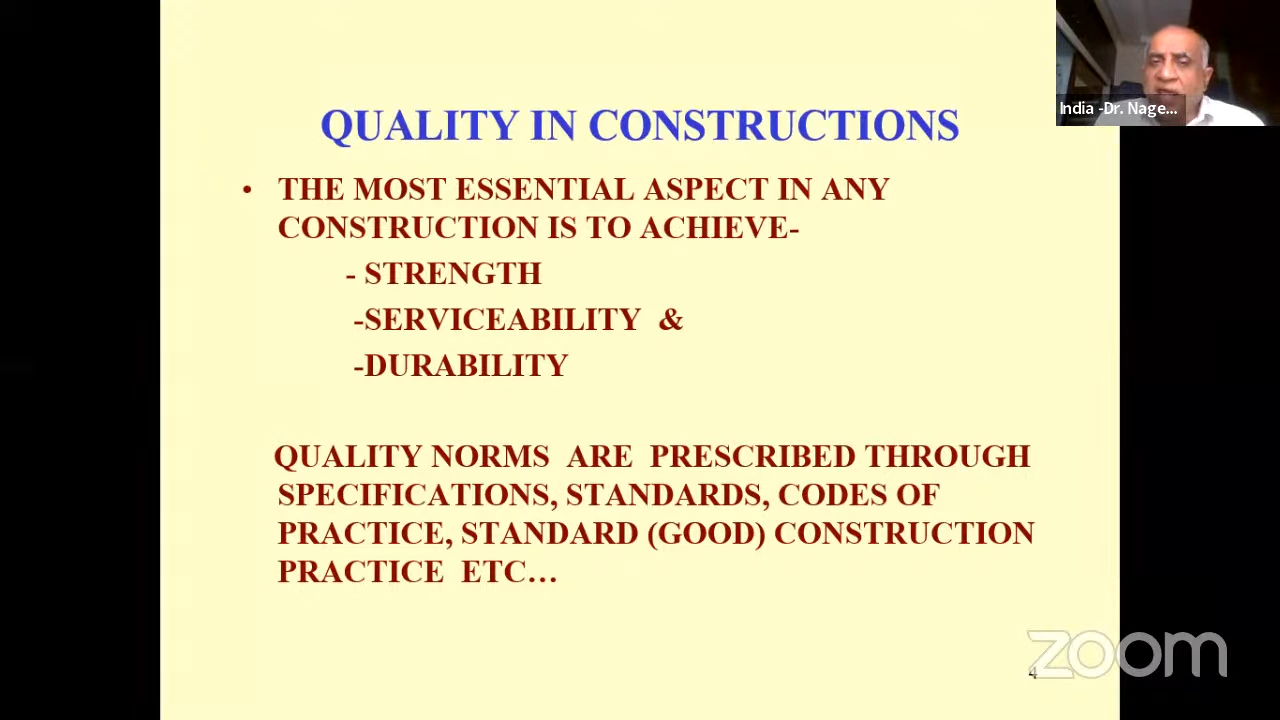 India -Dr. Nage...
QUALITY IN CONSTRUCTIONS
• THE MOST ESSENTIAL ASPECT IN ANY
CONSTRUCTION IS TO ACHIEVE-
- STRENGTH
-SERVICEABILITY &
-DURABILITY
QUALITY NORMS ARE PRESCRIBED THROUGH
SPECIFICATIONS, STANDARDS, CODES OF
PRACTICE, STANDARD (GOOD) CONSTRUCTION
PRACTICE ETC…
zoom
4